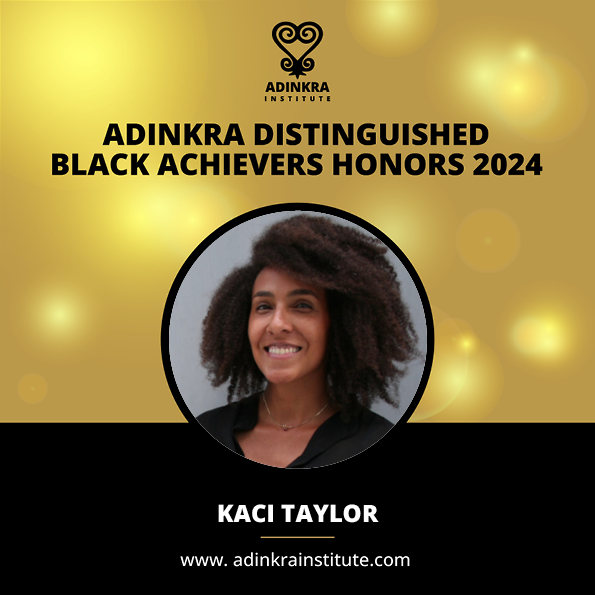 ADINKRA
INSTITUTE
ADINKRA DISTINGUISHED
BLACK ACHIEVERS HONORS 2024
KACI TAYLOR
www. adinkrainstitute.com